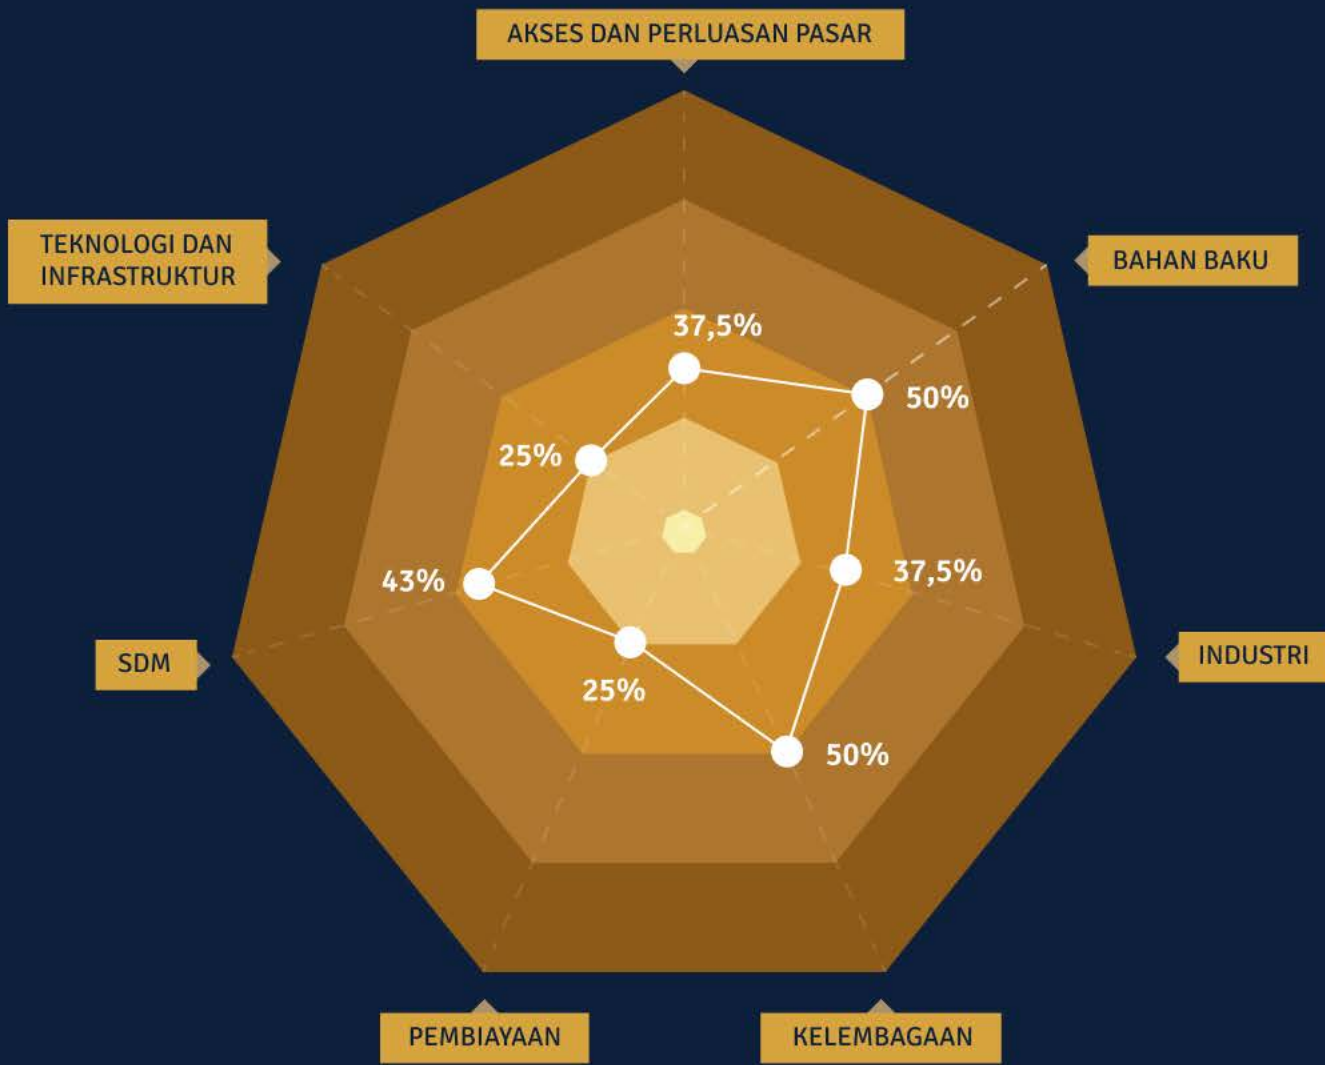 AKSES DAN PERLUASAN PASAR
TEKNOLOGI DAN
INFRASTRUKTUR
BAHAN BAKU
37,5%
50%
25%
43%
37,5%
SDM
INDUSTRI
25%
50%
PEMBIAYAAN
KELEMBAGAAN